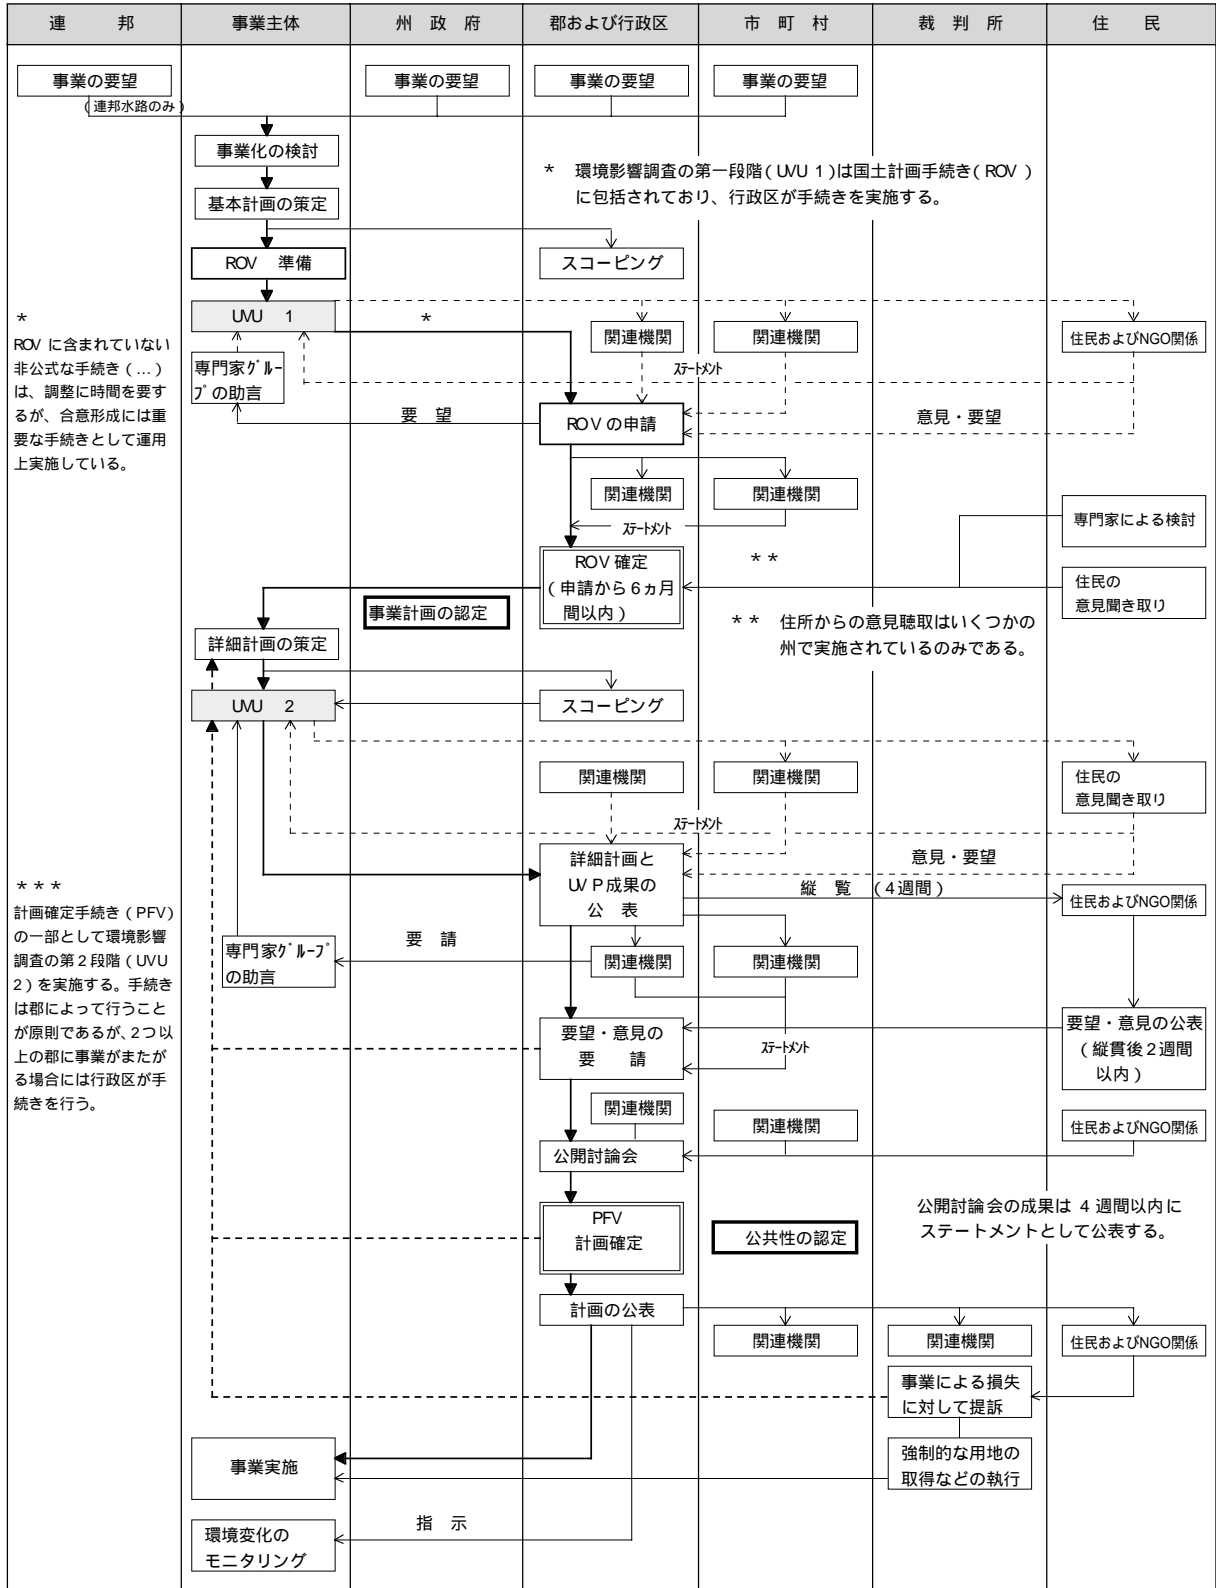 連　邦
事業主体
州 政 府
郡および行政区
市 町 村
裁 判 所
住　民
事業の要望
事業の要望
事業の要望
事業の要望
（連邦水路のみ）
事業化の検討
* 環境影響調査の第一段階（UVU 1）は国土計画手続き（ROV）
に包括されており、行政区が手続きを実施する。
基本計画の策定
ROV 準備
スコーピング
UVU 1
*
*
ROV に含まれていない
非公式な手続き（...）
は、調整に時間を要す
るが、合意形成には重
要な手続きとして運用
上実施している。
関連機関
関連機関
住民およびNGO関係
専門家グルー
プの助言
ステートメント
要 望
ROVの申請
意見・要望
関連機関
関連機関
専門家による検討
ステートメント
ROV 確定
（申請から6ヵ月
間以内）
* *
住民の
意見聞き取り
事業計画の認定
* * 住所からの意見聴取はいくつかの
州で実施されているのみである。
詳細計画の策定
UVU 2
スコーピング
関連機関
関連機関
住民の
意見聞き取り
ステートメント
詳細計画と
UVP成果の
公　表
意見・要望
縦 覧 （4週間）
住民およびNGO関係
* * *
計画確定手続き（PFV）
の一部として環境影響
調査の第2段階（UVU
2）を実施する。手続き
は郡によって行うこと
が原則であるが、2つ以
上の郡に事業がまたが
る場合には行政区が手
続きを行う。
専門家グループ
の助言
要 請
関連機関
関連機関
要望・意見の
要　請
ステートメント
要望・意見の公表
（縦貫後2週間
以内）
関連機関
関連機関
住民およびNGO関係
公開討論会
PFV
計画確定
公共性の認定
公開討論会の成果は 4 週間以内に
ステートメントとして公表する。
計画の公表
関連機関
関連機関
住民およびNGO関係
事業による損失
に対して提訴
事業実施
強制的な用地の
取得などの執行
指 示
環境変化の
モニタリング